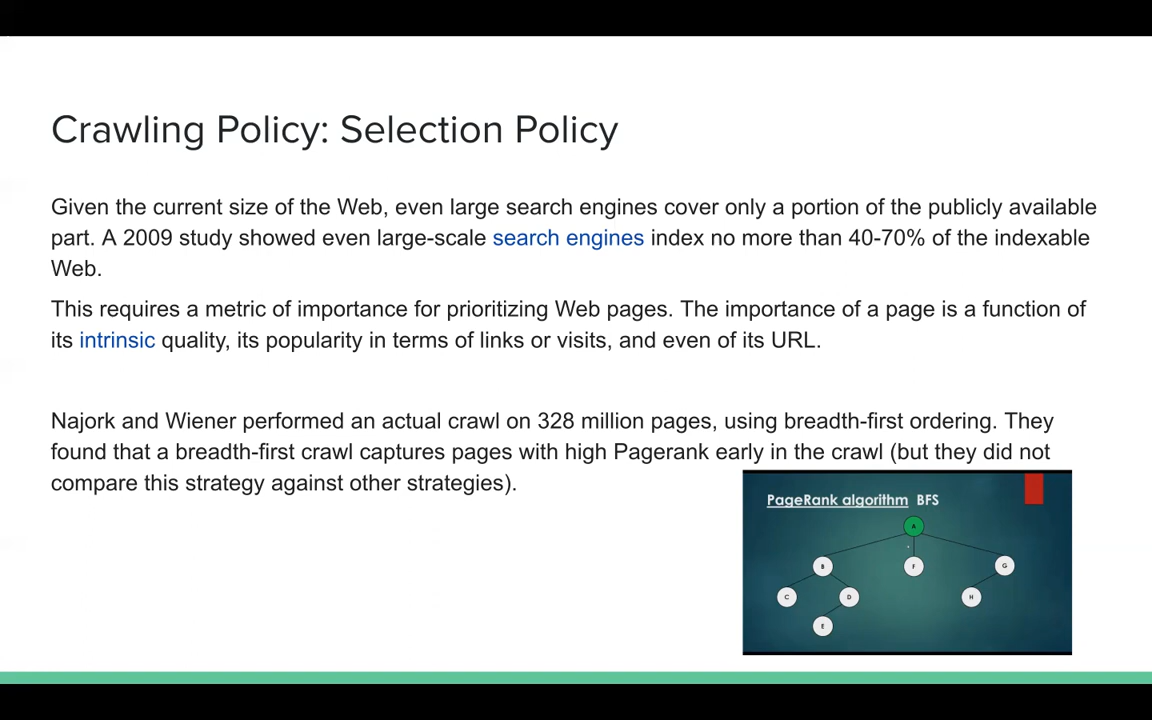 Crawling Policy: Selection Policy
Given the current size of the Web, even large search engines cover only a portion of the publicly available
part. A 2009 study showed even large-scale search engines index no more than 40-70% of the indexable
Web.
This requires a metric of importance for prioritizing Web pages. The importance of a page is a function of
its intrinsic quality, its popularity in terms of links or visits, and even of its URL.
Najork and Wiener performed an actual crawl on 328 million pages, using breadth-first ordering. They
found that a breadth-first crawl captures pages with high Pagerank early in the crawl (but they did not
compare this strategy against other strategies).
PageRank algorithm BFS
A
B F G
C D H
E